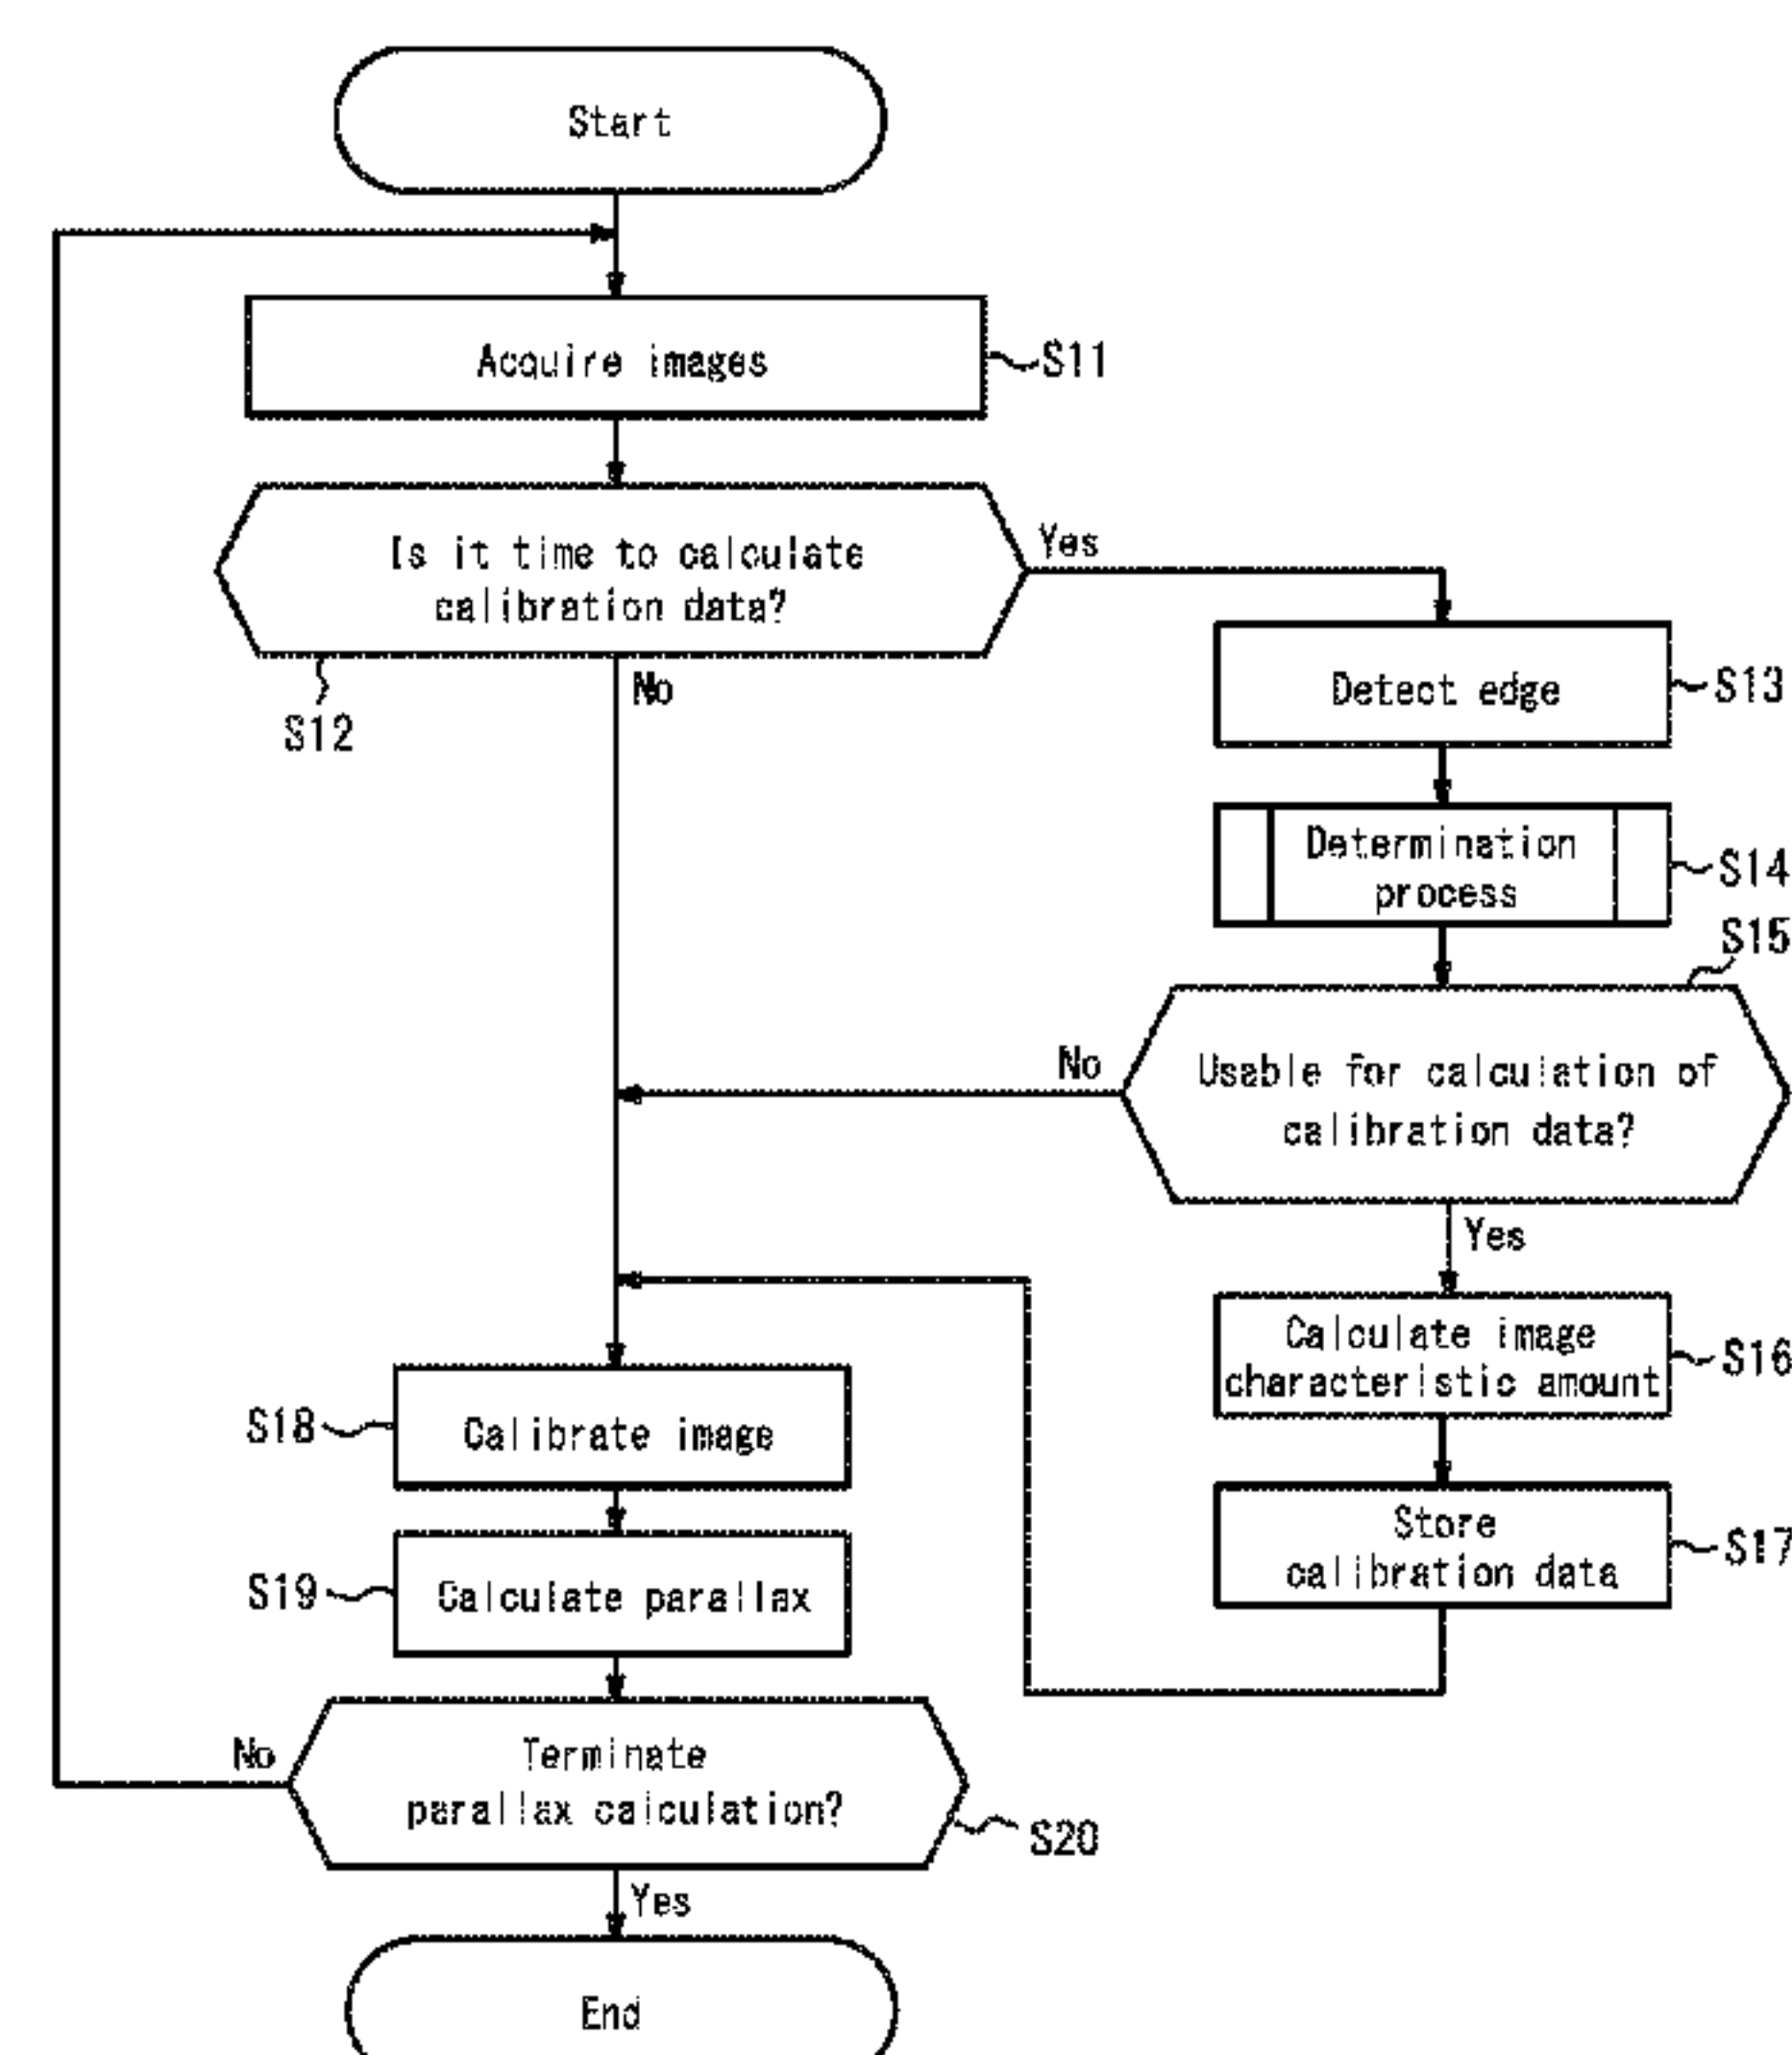 Start
Acquire images
S11
Is it time to calculate
calibration data?
Yes
No
S12
Detect edge
S13
Determination
process
S14
S15
Usable for calculation of
calibration data?
No
Yes
Calculate image
characteristic amount
S16
Store
calibration data
S17
S18
Calibrate image
S19
Calculate parallax
No
Terminate
parallax calculation?
S20
Yes
End